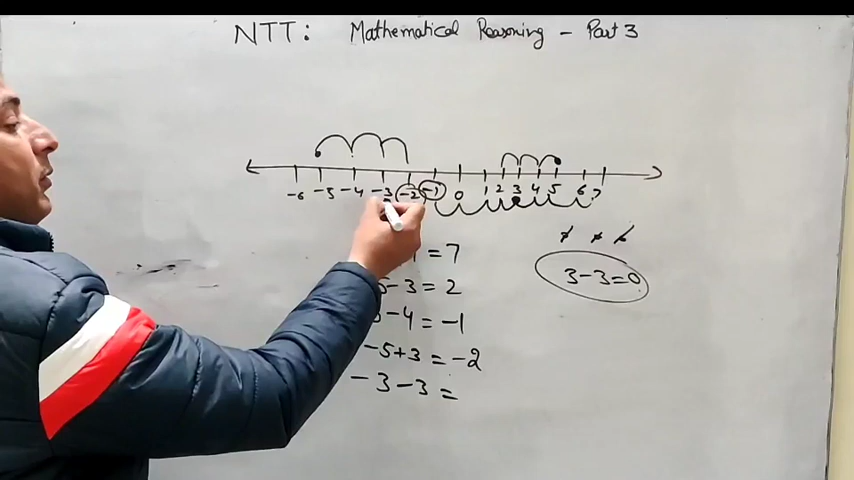 NTT: Mathematical Reasoning - Part 3
-6 -5 -4 -3 -2 -1 0 1 2 3 4 5 6 7
= 7
- 3 = 2
3-3=0
- 4 = -1
-5+3 = -2
-3-3 =